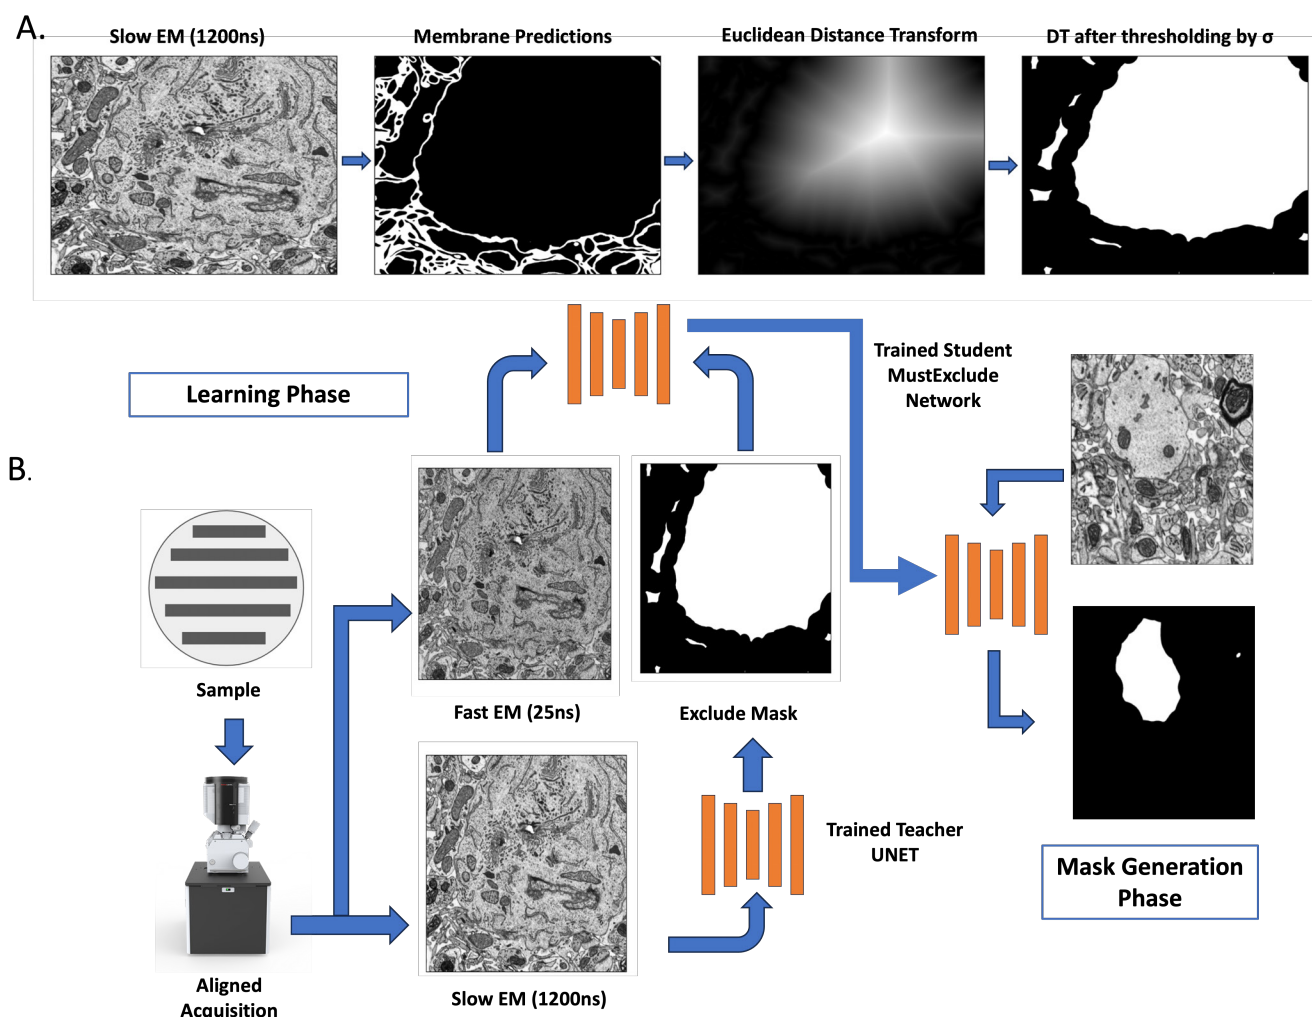 A.
Slow EM (1200ns)
Membrane Predictions
Euclidean Distance Transform
DT after thresholding by σ
Learning Phase
Trained Student
MustExclude
Network
B.
Sample
Fast EM (25ns)
Exclude Mask
Trained Teacher
UNET
Mask Generation
Phase
Aligned
Acquisition
Slow EM (1200ns)